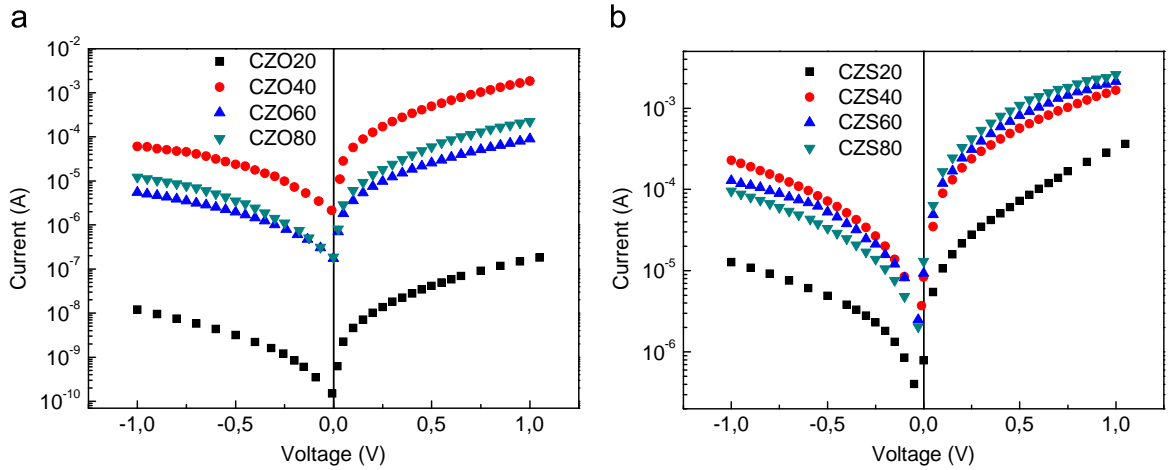 a
10^-2
10^-3
10^-4
10^-5
10^-6
10^-7
10^-8
10^-9
10^-10
Current (A)
CZO20
CZO40
CZO60
CZO80
-1,0 -0,5 0,0 0,5 1,0
Voltage (V)
b
10^-3
10^-4
10^-5
10^-6
Current (A)
CZS20
CZS40
CZS60
CZS80
-1,0 -0,5 0,0 0,5 1,0
Voltage (V)